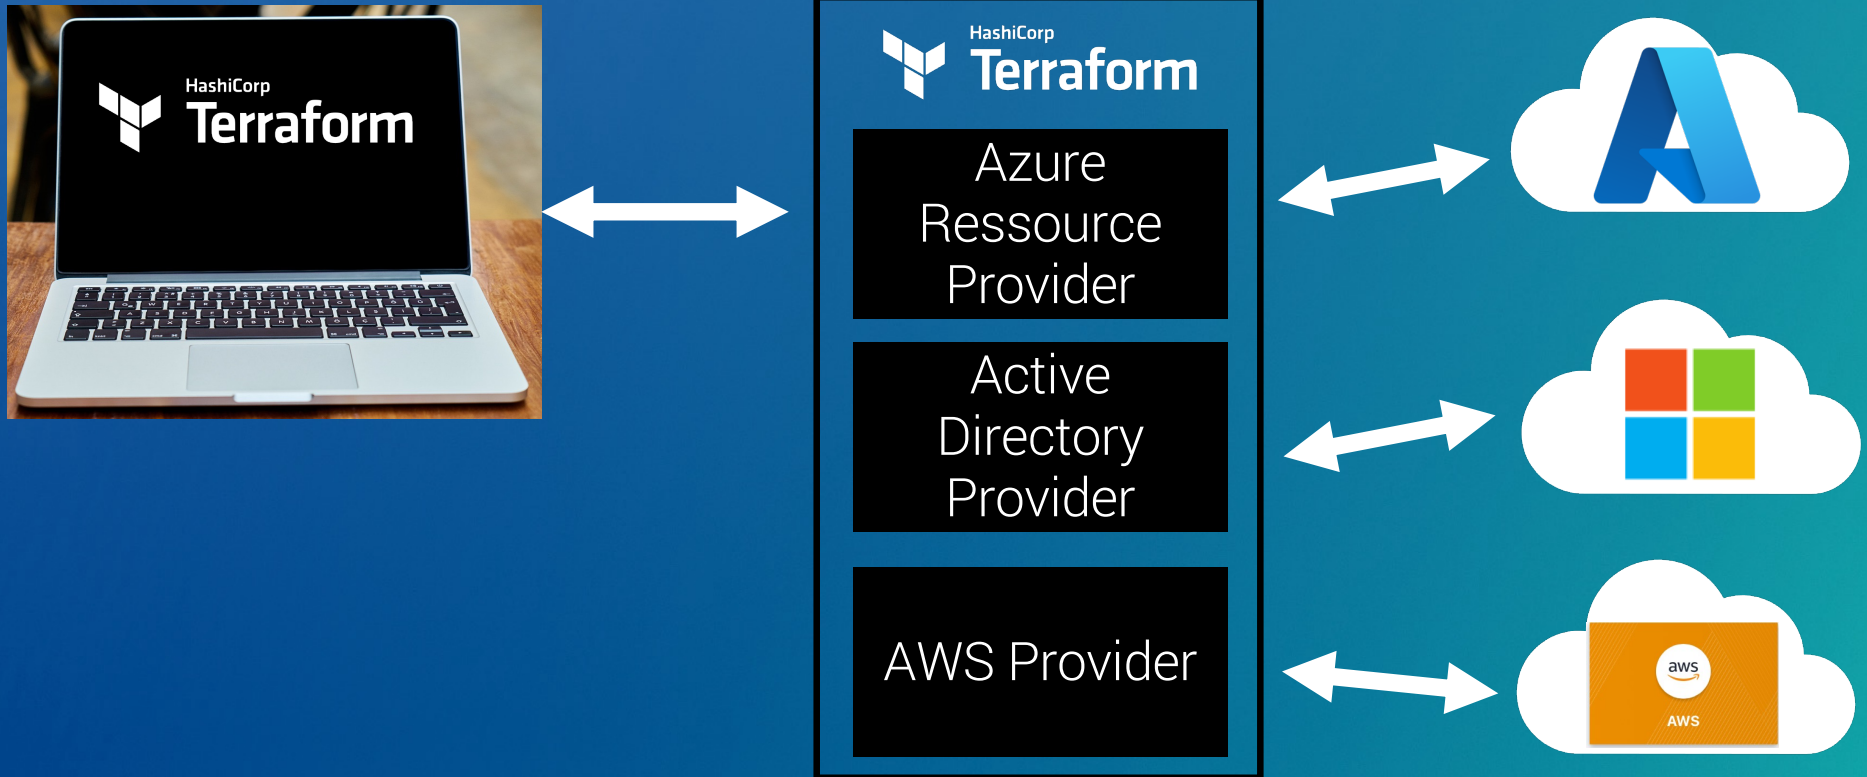 HashiCorp
Terraform
HashiCorp
Terraform
Azure
Ressource
Provider
Active
Directory
Provider
AWS Provider
aws
AWS